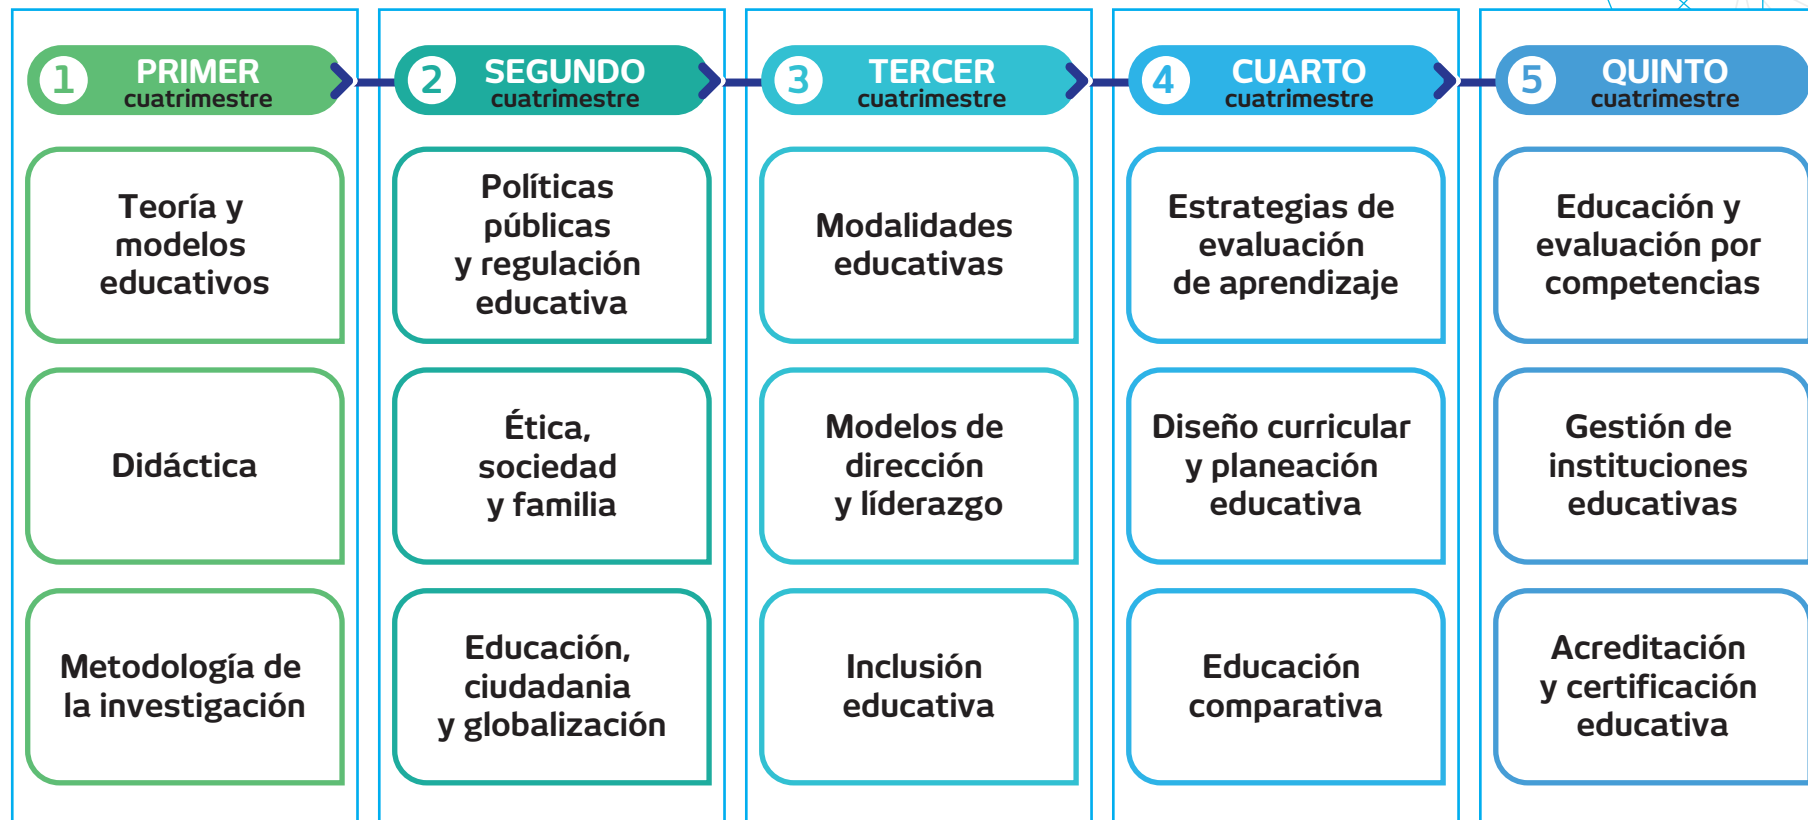 1
PRIMER
cuatrimestre
Teoría y
modelos
educativos
Didáctica
Metodología de
la investigación
2
SEGUNDO
cuatrimestre
Políticas
públicas
y regulación
educativa
Ética,
sociedad
y familia
Educación,
ciudadania
y globalización
3
TERCER
cuatrimestre
Modalidades
educativas
Modelos de
dirección
y líderazgo
Inclusión
educativa
4
CUARTO
cuatrimestre
Estrategias de
evaluación
de aprendizaje
Diseño curricular
y planeación
educativa
Educación
comparativa
5
QUINTO
cuatrimestre
Educación y
evaluación por
competencias
Gestión de
instituciones
educativas
Acreditación
y certificación
educativa